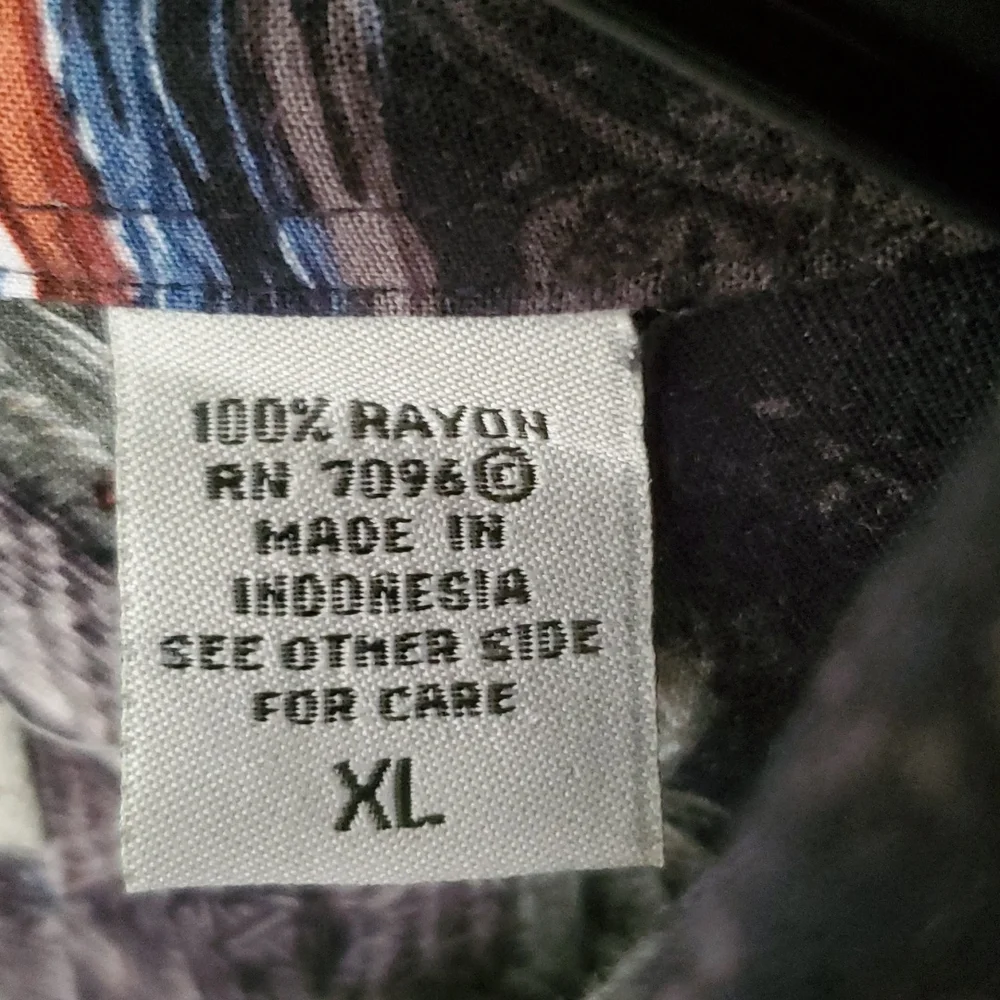 100% RAYON
RN 7096©
MADE IN
INDONESIA
SEE OTHER SIDE
FOR CARE
XL